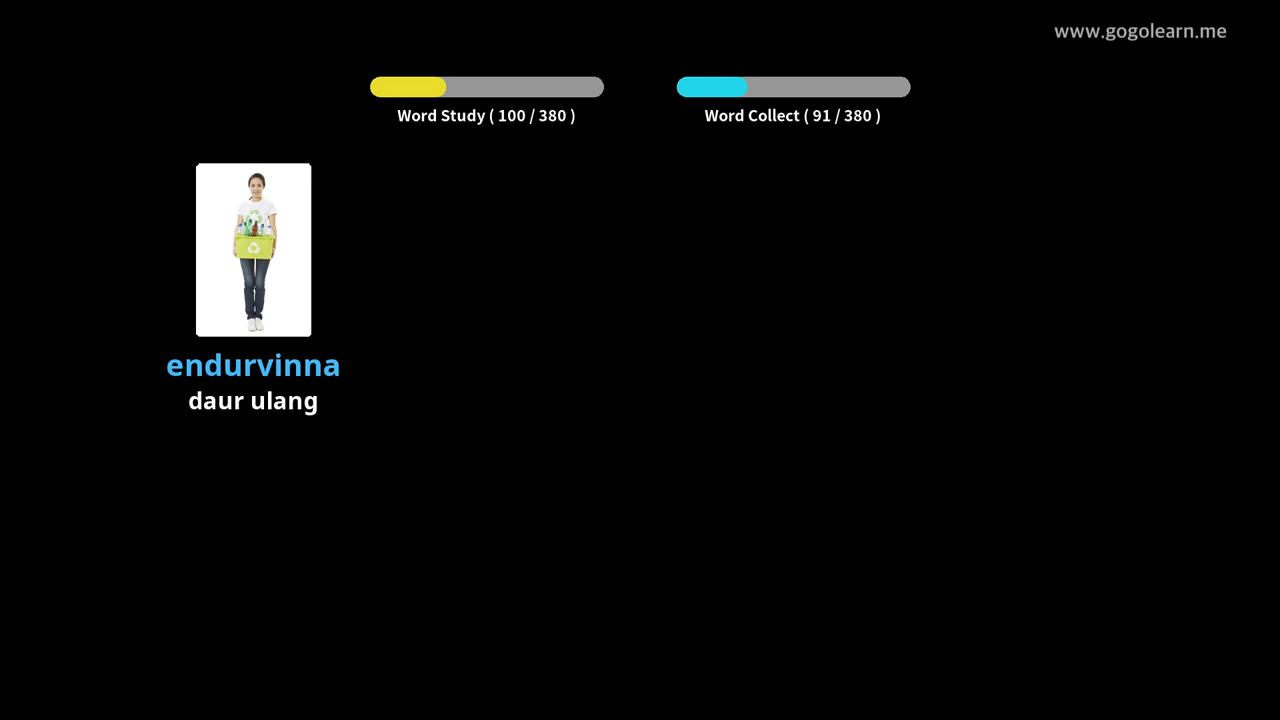 www.gogolearn.me
Word Study ( 100 / 380 )
Word Collect ( 91 / 380 )
endurvinna
daur ulang